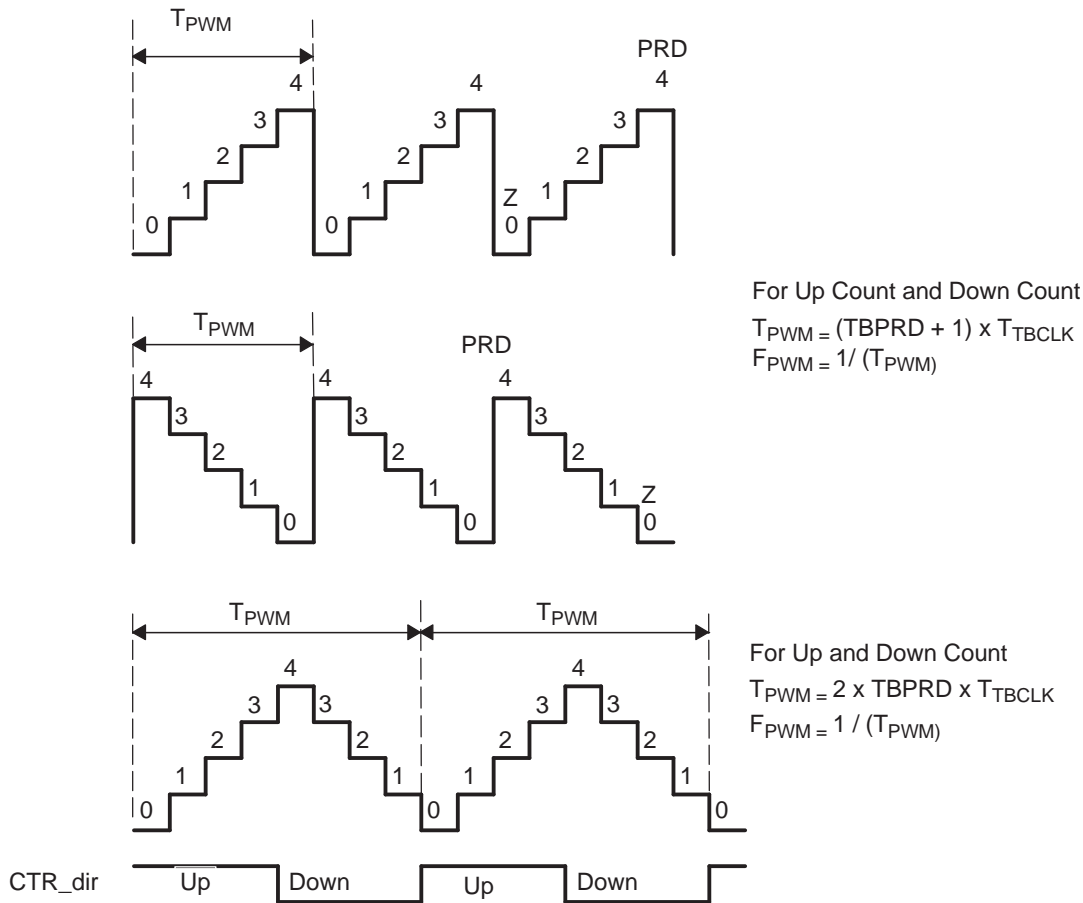 TPWM
PRD
4 4 4
3 3 3
2 2 2
1 1 Z 1
0 0 0
For Up Count and Down Count
TPWM = (TBPRD + 1) x TTBCLK
FPWM = 1/ (TPWM)
TPWM
PRD
4 4 4
3 3 3
2 2 2
1 1 1 Z
0 0 0
TPWM TPWM
For Up and Down Count
TPWM = 2 x TBPRD x TTBCLK
FPWM = 1 / (TPWM)
4 4
3 3 3 3
2 2 2 2
1 1 1 1
0 0 0
CTR_dir Up Down Up Down